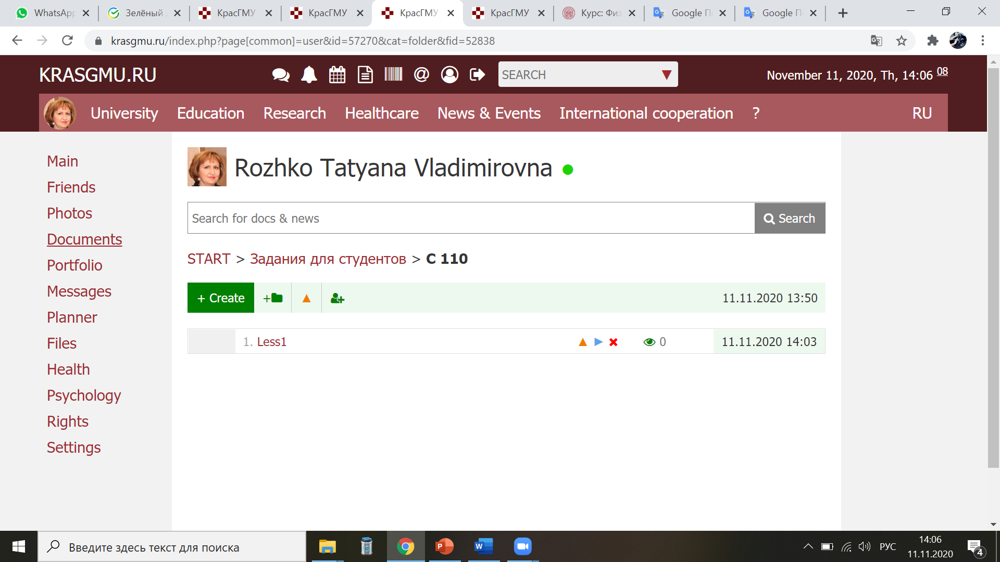 WhatsApp
Зелёный
КрасГМУ
КрасГМУ
КрасГМУ
КрасГМУ
Курс: Физ
Google П
Google П
krasgmu.ru/index.php?page[common]=user&id=57270&cat=folder&fid=52838
KRASGMU.RU
@
SEARCH
November 11, 2020, Th, 14:06 08
University
Education
Research
Healthcare
News & Events
International cooperation
?
RU
Main
Friends
Photos
Documents
Portfolio
Messages
Planner
Files
Health
Psychology
Rights
Settings
Rozhko Tatyana Vladimirovna
Search for docs & news
Search
START > Задания для студентов > C 110
+ Create
+
11.11.2020 13:50
1. Less1
0
11.11.2020 14:03
Введите здесь текст для поиска
РУС
14:06
11.11.2020
4